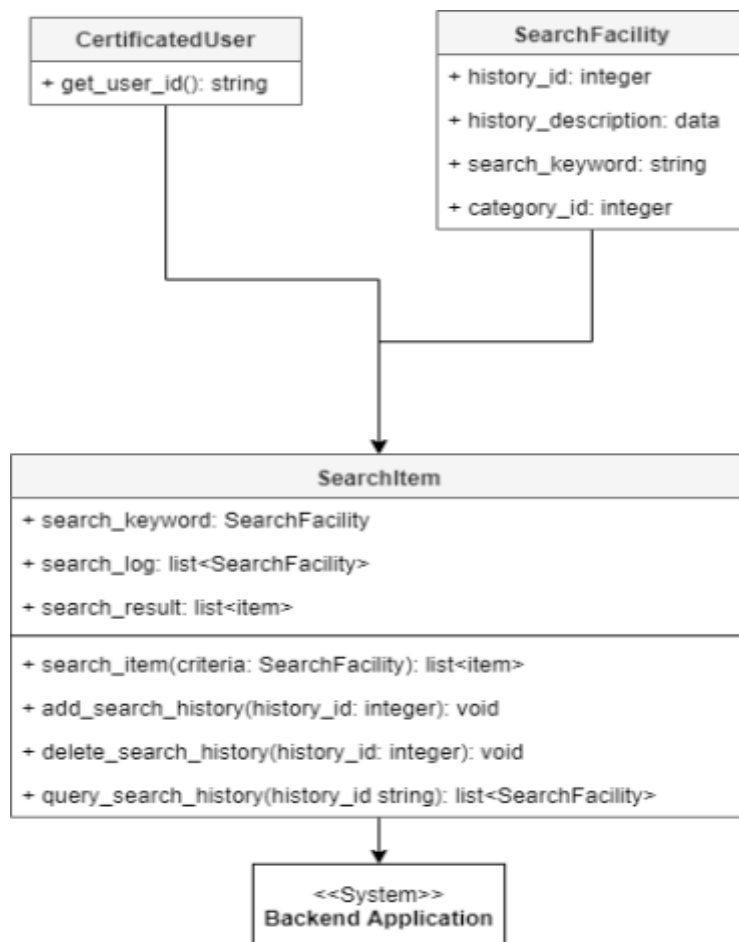 CertificatedUser
+ get_user_id(): string
SearchFacility
+ history_id: integer
+ history_description: data
+ search_keyword: string
+ category_id: integer
SearchItem
+ search_keyword: SearchFacility
+ search_log: list<SearchFacility>
+ search_result: list<item>
+ search_item(criteria: SearchFacility): list<item>
+ add_search_history(history_id: integer): void
+ delete_search_history(history_id: integer): void
+ query_search_history(history_id string): list<SearchFacility>
<<System>>
Backend Application